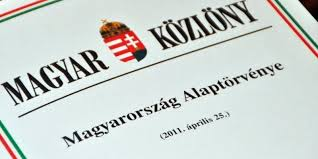 MAGYAR KÖZLÖNY
Magyarország Alaptörvénye
(2011. április 25.)